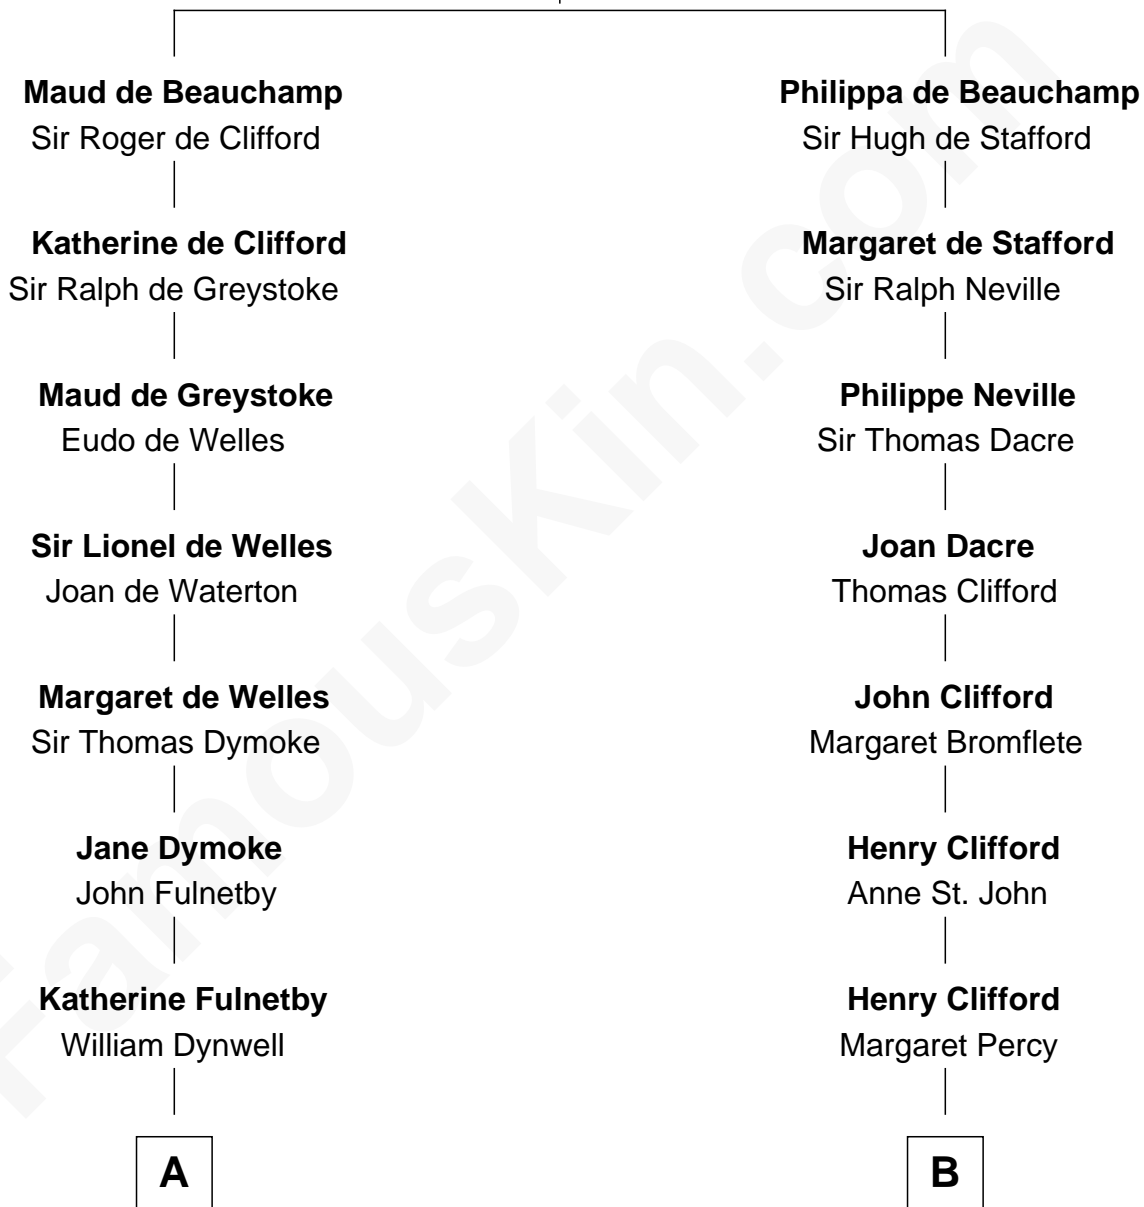 Maud de Beauchamp
Sir Roger de Clifford
Philippa de Beauchamp
Sir Hugh de Stafford
Katherine de Clifford
Sir Ralph de Greystoke
Margaret de Stafford
Sir Ralph Neville
Maud de Greystoke
Eudo de Welles
Philippe Neville
Sir Thomas Dacre
Sir Lionel de Welles
Joan de Waterton
Joan Dacre
Thomas Clifford
Margaret de Welles
Sir Thomas Dymoke
John Clifford
Margaret Bromflete
Jane Dymoke
John Fulnetby
Henry Clifford
Anne St. John
Katherine Fulnetby
William Dynwell
Henry Clifford
Margaret Percy
A
B
FamousKin.com